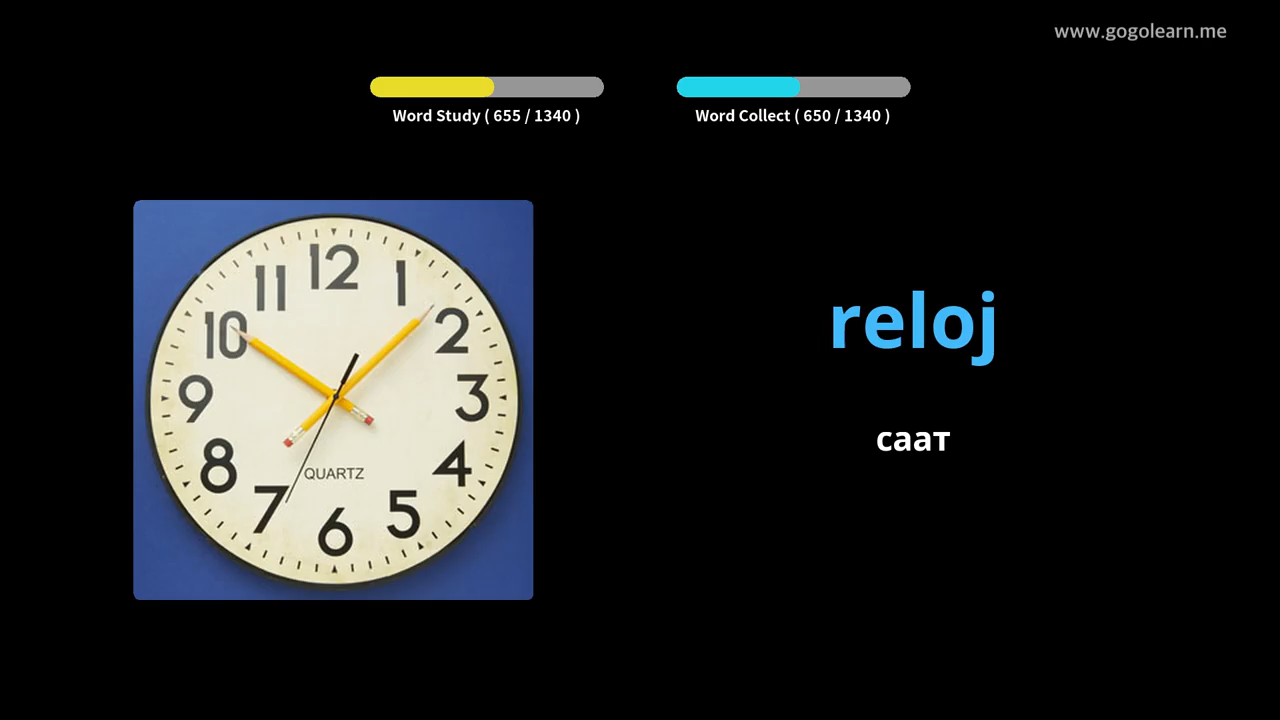 www.gogolearn.me
Word Study ( 655 / 1340 )
Word Collect ( 650 / 1340 )
12
11
1
10
2
9
3
8
4
QUARTZ
7
5
6
reloj
саат